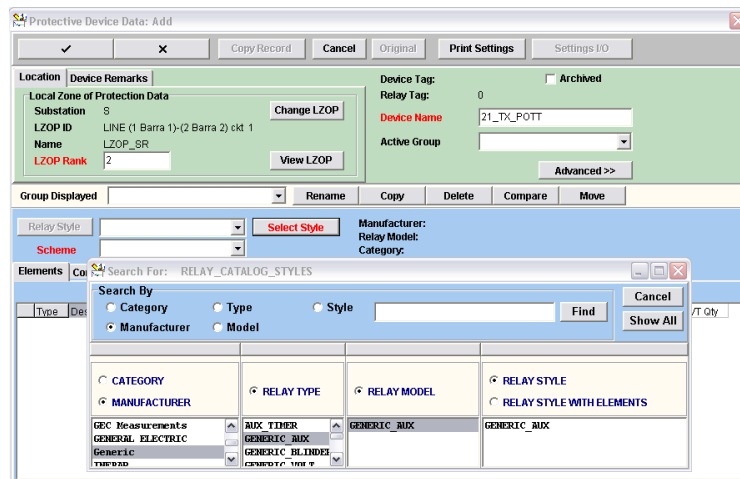 Protective Device Data: Add
Copy Record Cancel Original Print Settings Settings I/O
Location Device Remarks
Local Zone of Protection Data
Substation S
LZOP ID LINE (1 Barra 1)-(2 Barra 2) ckt 1
Name LZOP_SR
LZOP Rank 2
Change LZOP
View LZOP
Device Tag:
Archived
Relay Tag: 0
Device Name 21_TX_POTT
Active Group
Advanced >>
Group Displayed Rename Copy Delete Compare Move
Relay Style Select Style
Scheme
Manufacturer:
Relay Model:
Category:
Elements
Search For: RELAY_CATALOG_STYLES
Type
Search By
Category Type Style
Manufacturer Model
Find
Cancel
Show All
Qty
CATEGORY
MANUFACTURER
RELAY TYPE
RELAY MODEL
RELAY STYLE
RELAY STYLE WITH ELEMENTS
GEC Measurements
GENERAL ELECTRIC
Generic
AUX_TIMER
GENERIC_AUX
GENERIC_BLINDER
GENERIC_VOLT
GENERIC_AUX
GENERIC_AUX